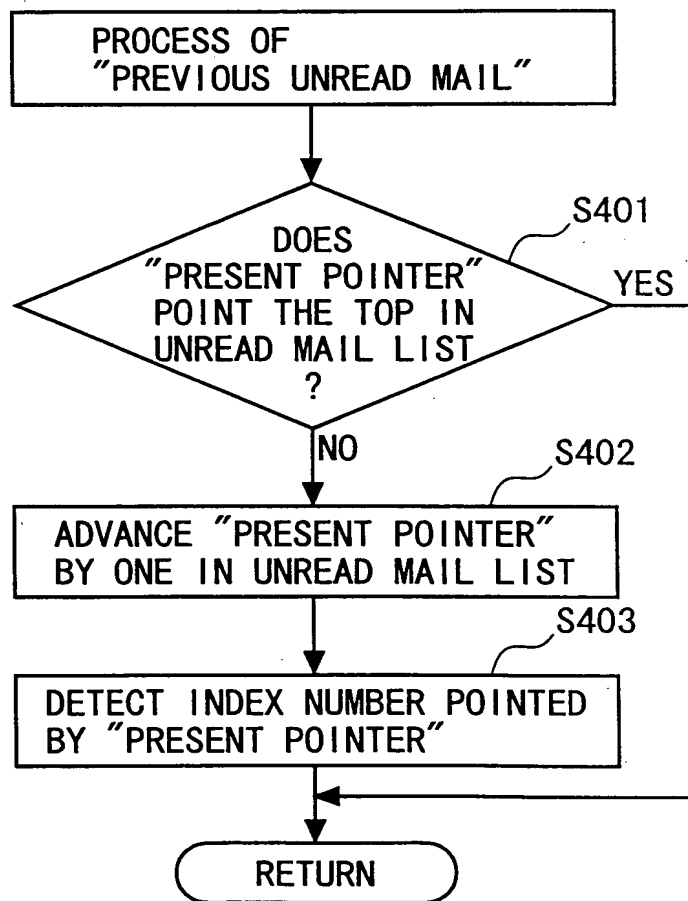 PROCESS OF
"PREVIOUS UNREAD MAIL"
S401
DOES
"PRESENT POINTER"
POINT THE TOP IN
UNREAD MAIL LIST
?
YES
NO
S402
ADVANCE "PRESENT POINTER"
BY ONE IN UNREAD MAIL LIST
S403
DETECT INDEX NUMBER POINTED
BY "PRESENT POINTER"
RETURN